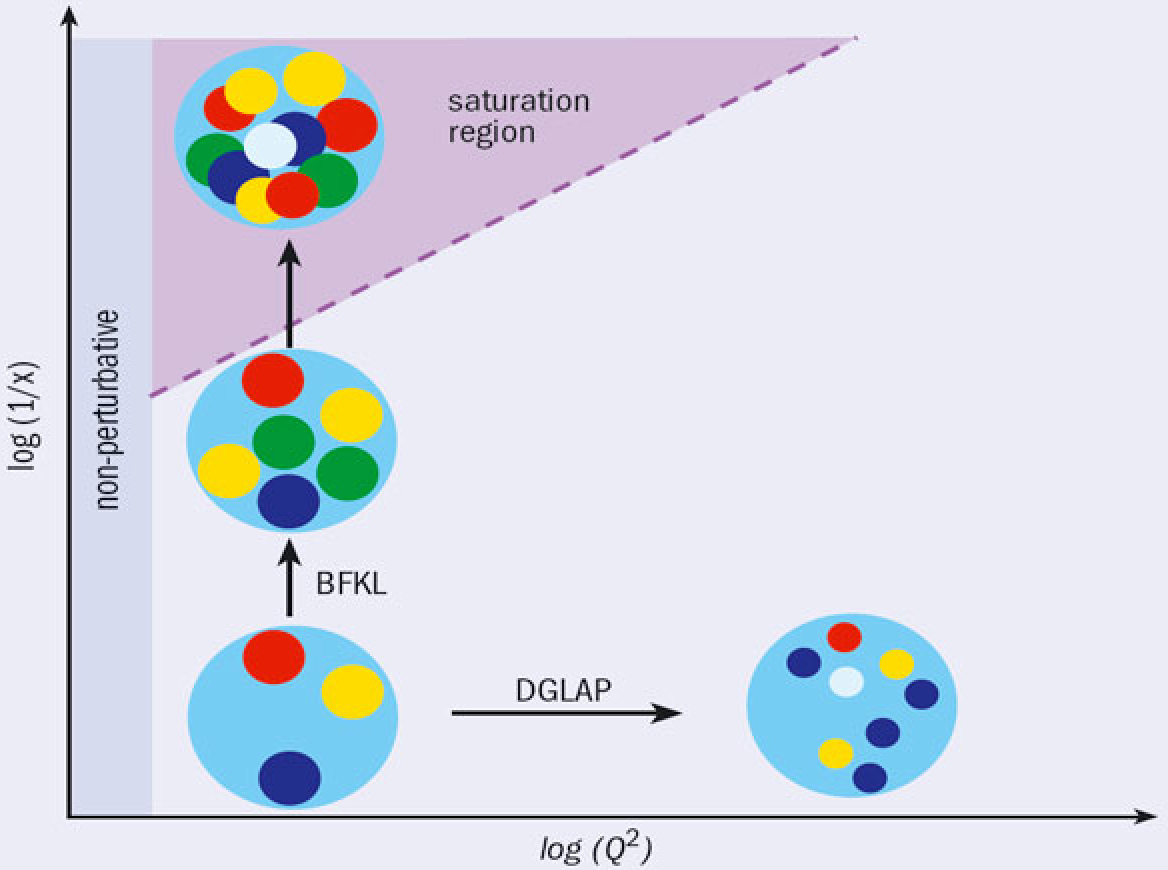 saturation
region
non-perturbative
log (1/x)
BFKL
DGLAP
log (Q²)